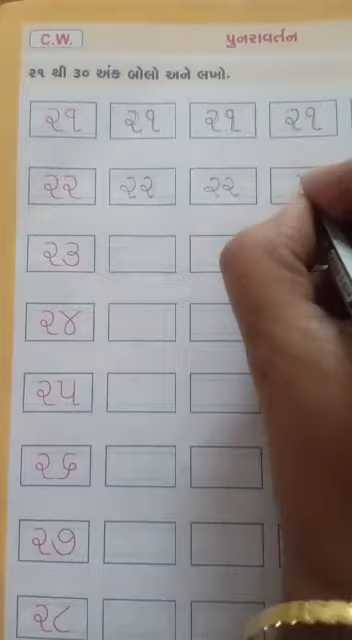 C.W.
પુનરાવર્તન
૨૧ થી ૩૦ અંક બોલો અને લખો.
૨૧ ૨૧ ૨૧ ૨૧
૨૨ ૨૨ ૨૨
૨૩
૨૪
૨૫
૨૬
૨૭
૨૮